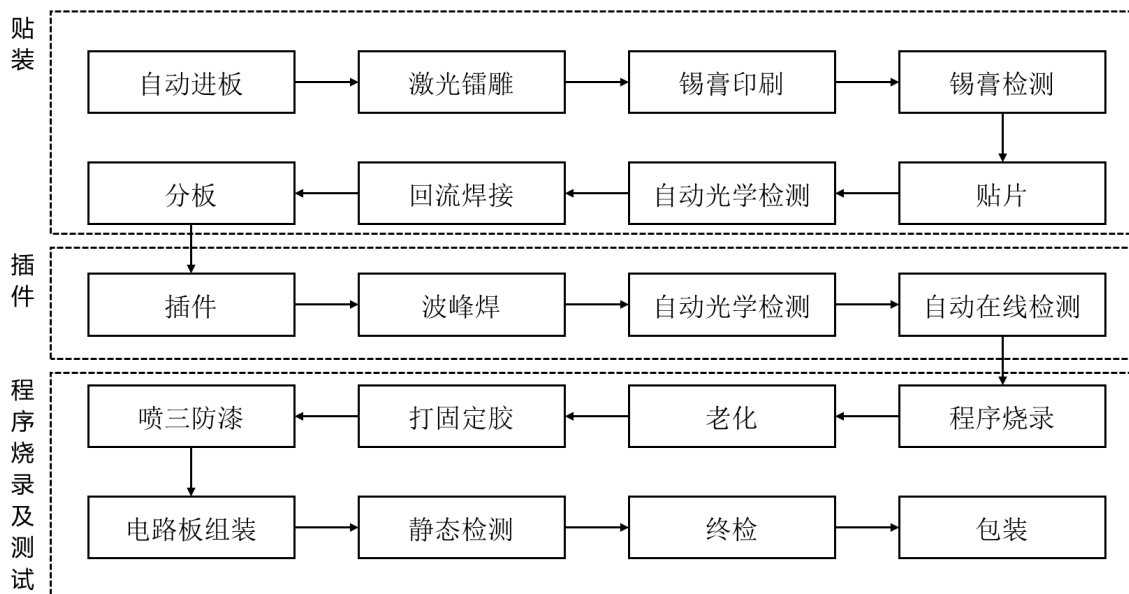 贴装
自动进板
激光镭雕
锡膏印刷
锡膏检测
分板
回流焊接
自动光学检测
贴片
插件
插件
波峰焊
自动光学检测
自动在线检测
程序烧录及测试
喷三防漆
打固定胶
老化
程序烧录
电路板组装
静态检测
终检
包装